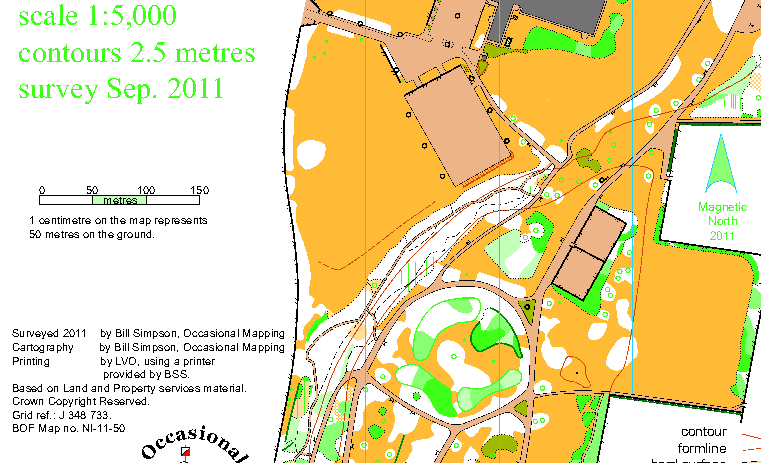 scale 1:5,000
contours 2.5 metres
survey Sep. 2011
0 50 100 150
metres
1 centimetre on the map represents
50 metres on the ground.
Magnetic
North
2011
Surveyed 2011 by Bill Simpson, Occasional Mapping
Cartography by Bill Simpson, Occasional Mapping
Printing by LVO, using a printer
provided by BSS.
Based on Land and Property services material.
Crown Copyright Reserved.
Grid ref.: J 348 733.
BOF Map no. NI-11-50
Occasional
contour
formline